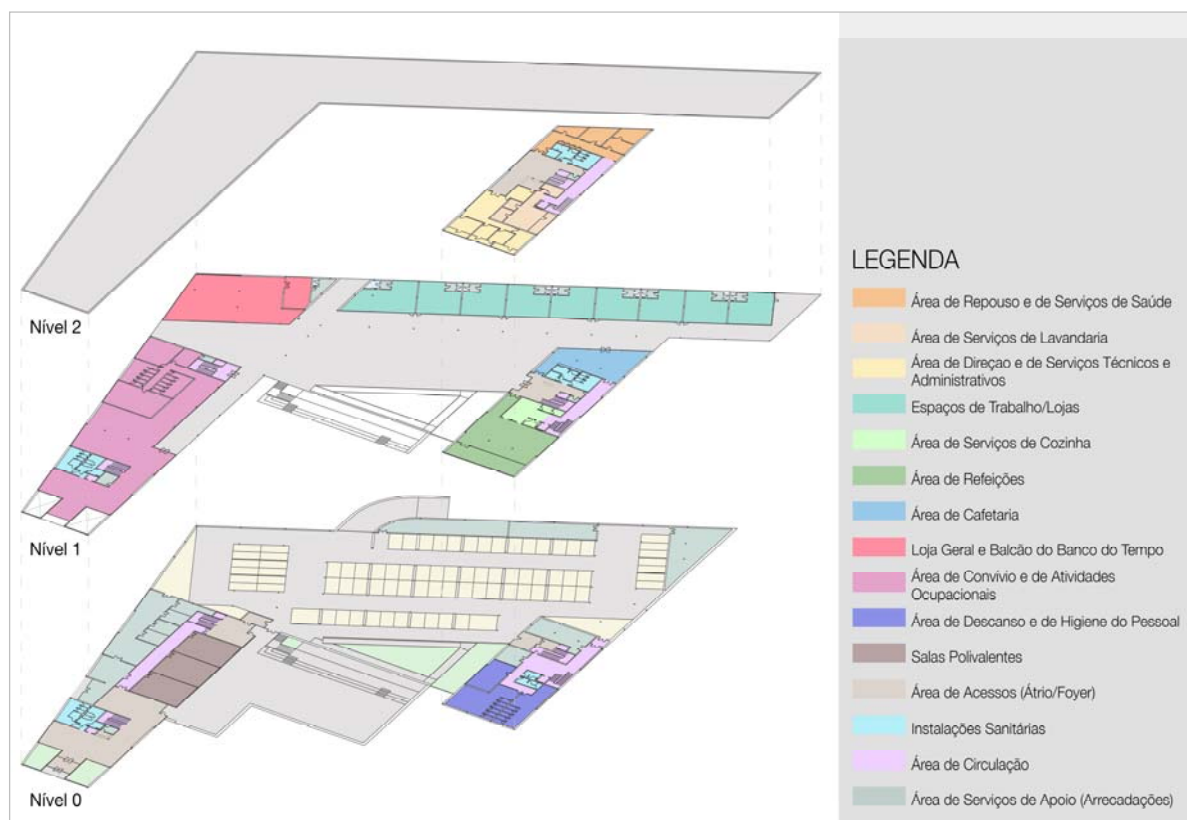 Nível 2
Nível 1
Nível 0
LEGENDA
Área de Repouso e de Serviços de Saúde
Área de Serviços de Lavandaria
Área de Direçao e de Serviços Técnicos e
Administrativos
Espaços de Trabalho/Lojas
Área de Serviços de Cozinha
Área de Refeições
Área de Cafetaria
Loja Geral e Balcão do Banco do Tempo
Área de Convivio e de Atividades
Ocupacionais
Área de Descanso e de Higiene do Pessoal
Salas Polivalentes
Área de Acessos (Átrio/Foyer)
Instalações Sanitárias
Área de Circulação
Área de Serviços de Apoio (Arrecadações)